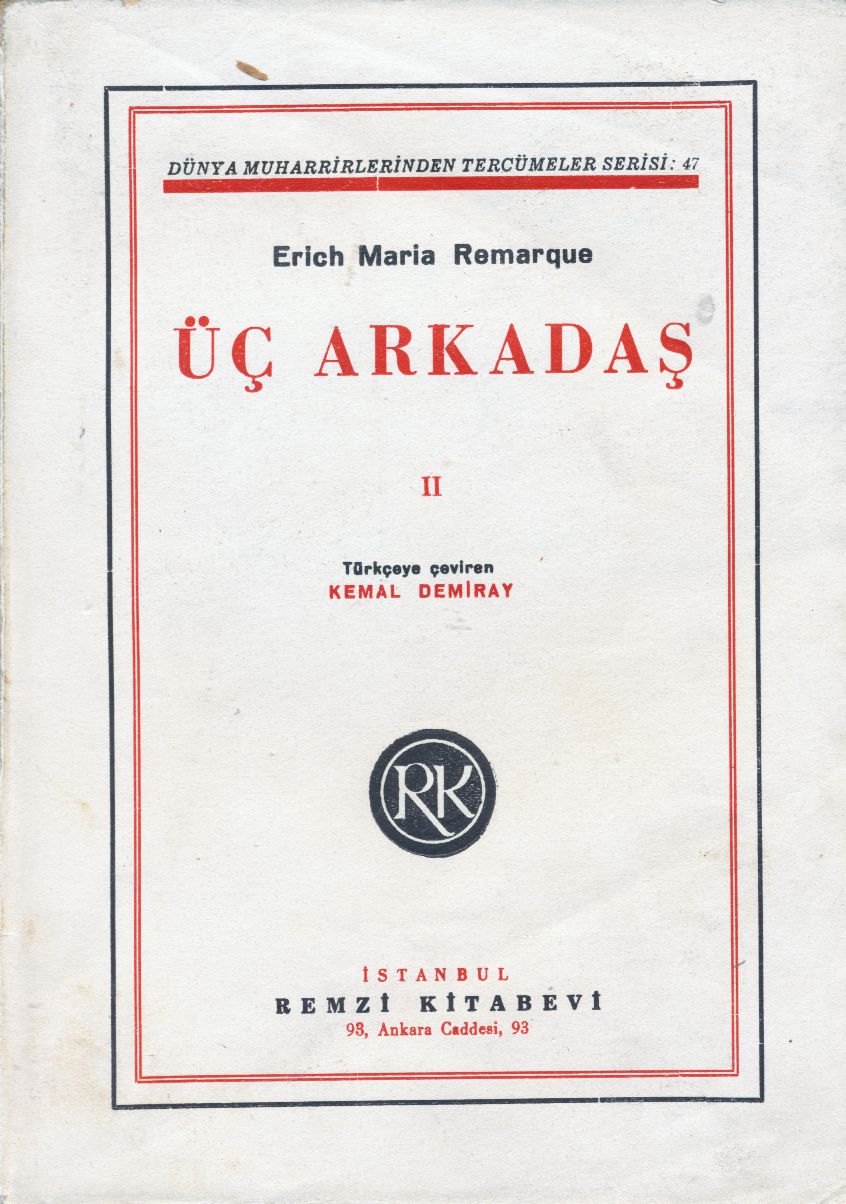 DÜNYA MUHARRİRLERİNDEN TERCÜMELER SERİSİ: 47
Erich Maria Remarque
ÜÇ ARKADAŞ
II
Türkçeye çeviren
KEMAL DEMİRAY
RK
İSTANBUL
REMZİ KİTABEVİ
93, Ankara Caddesi, 93